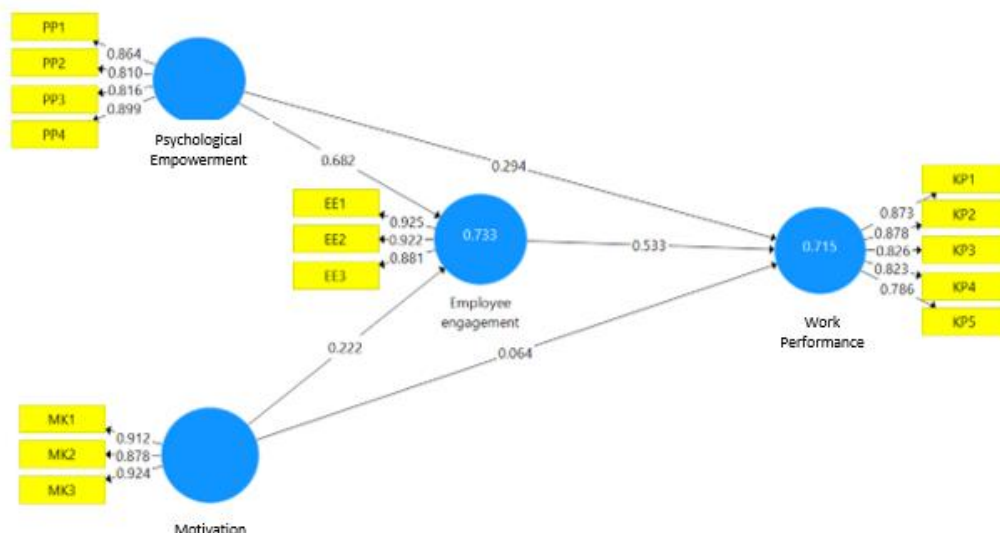 PP1
0.864
PP2
0.810
PP3
0.816
PP4
0.899
Psychological
Empowerment
0.682
0.294
EE1
0.925
EE2
0.922
EE3
0.881
0.733
Employee
engagement
0.533
0.222
0.064
0.715
Work
Performance
KP1
0.873
KP2
0.878
KP3
0.826
KP4
0.823
KP5
0.786
MK1
0.912
MK2
0.878
MK3
0.924
Motivation